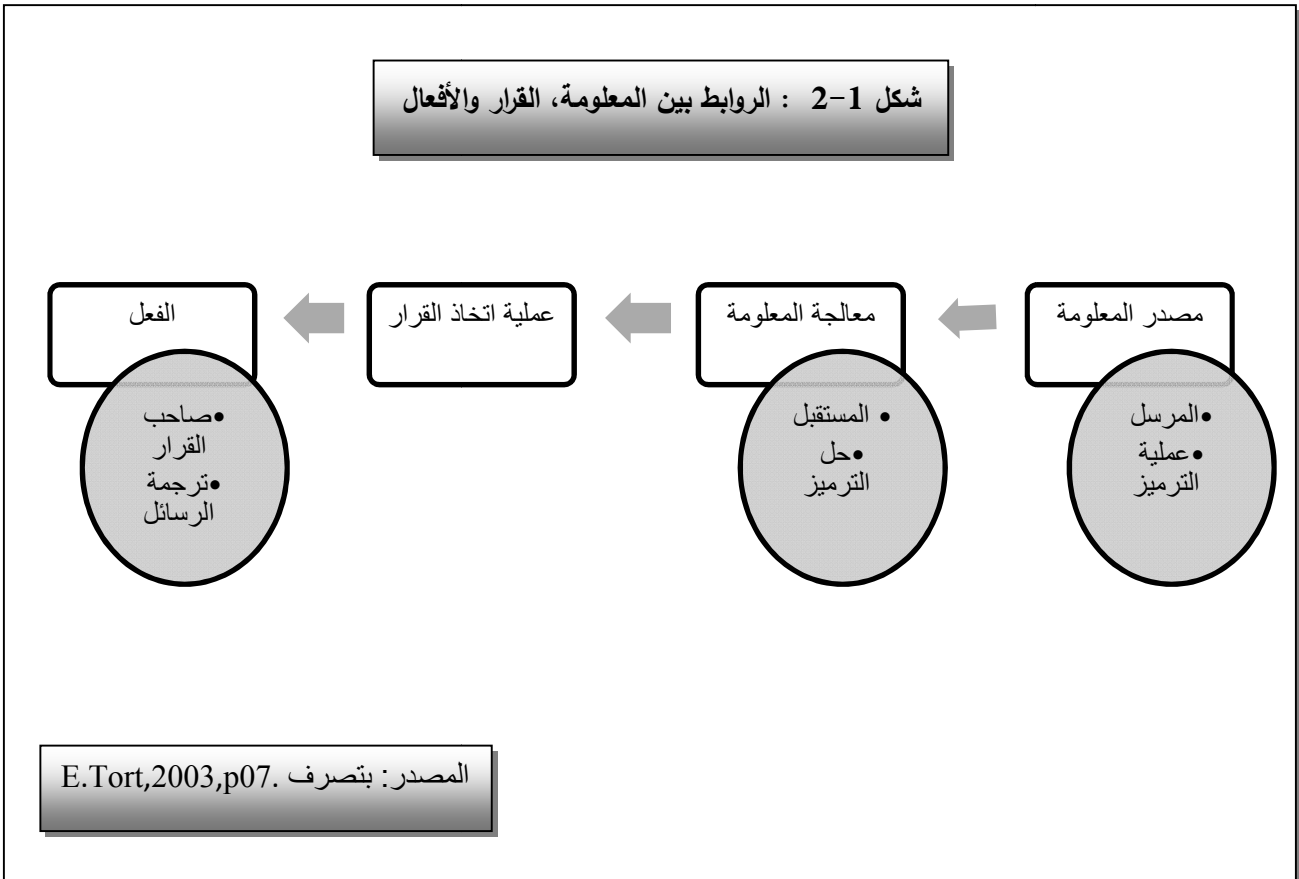 شكل 1-2 : الروابط بين المعلومة، القرار والأفعال
مصدر المعلومة
•المرسل
•عملية
الترميز
معالجة المعلومة
• المستقبل
•حل
الترميز
عملية اتخاذ القرار
الفعل
•صاحب
القرار
•ترجمة
الرسائل
المصدر: بتصرف .E.Tort,2003,p07